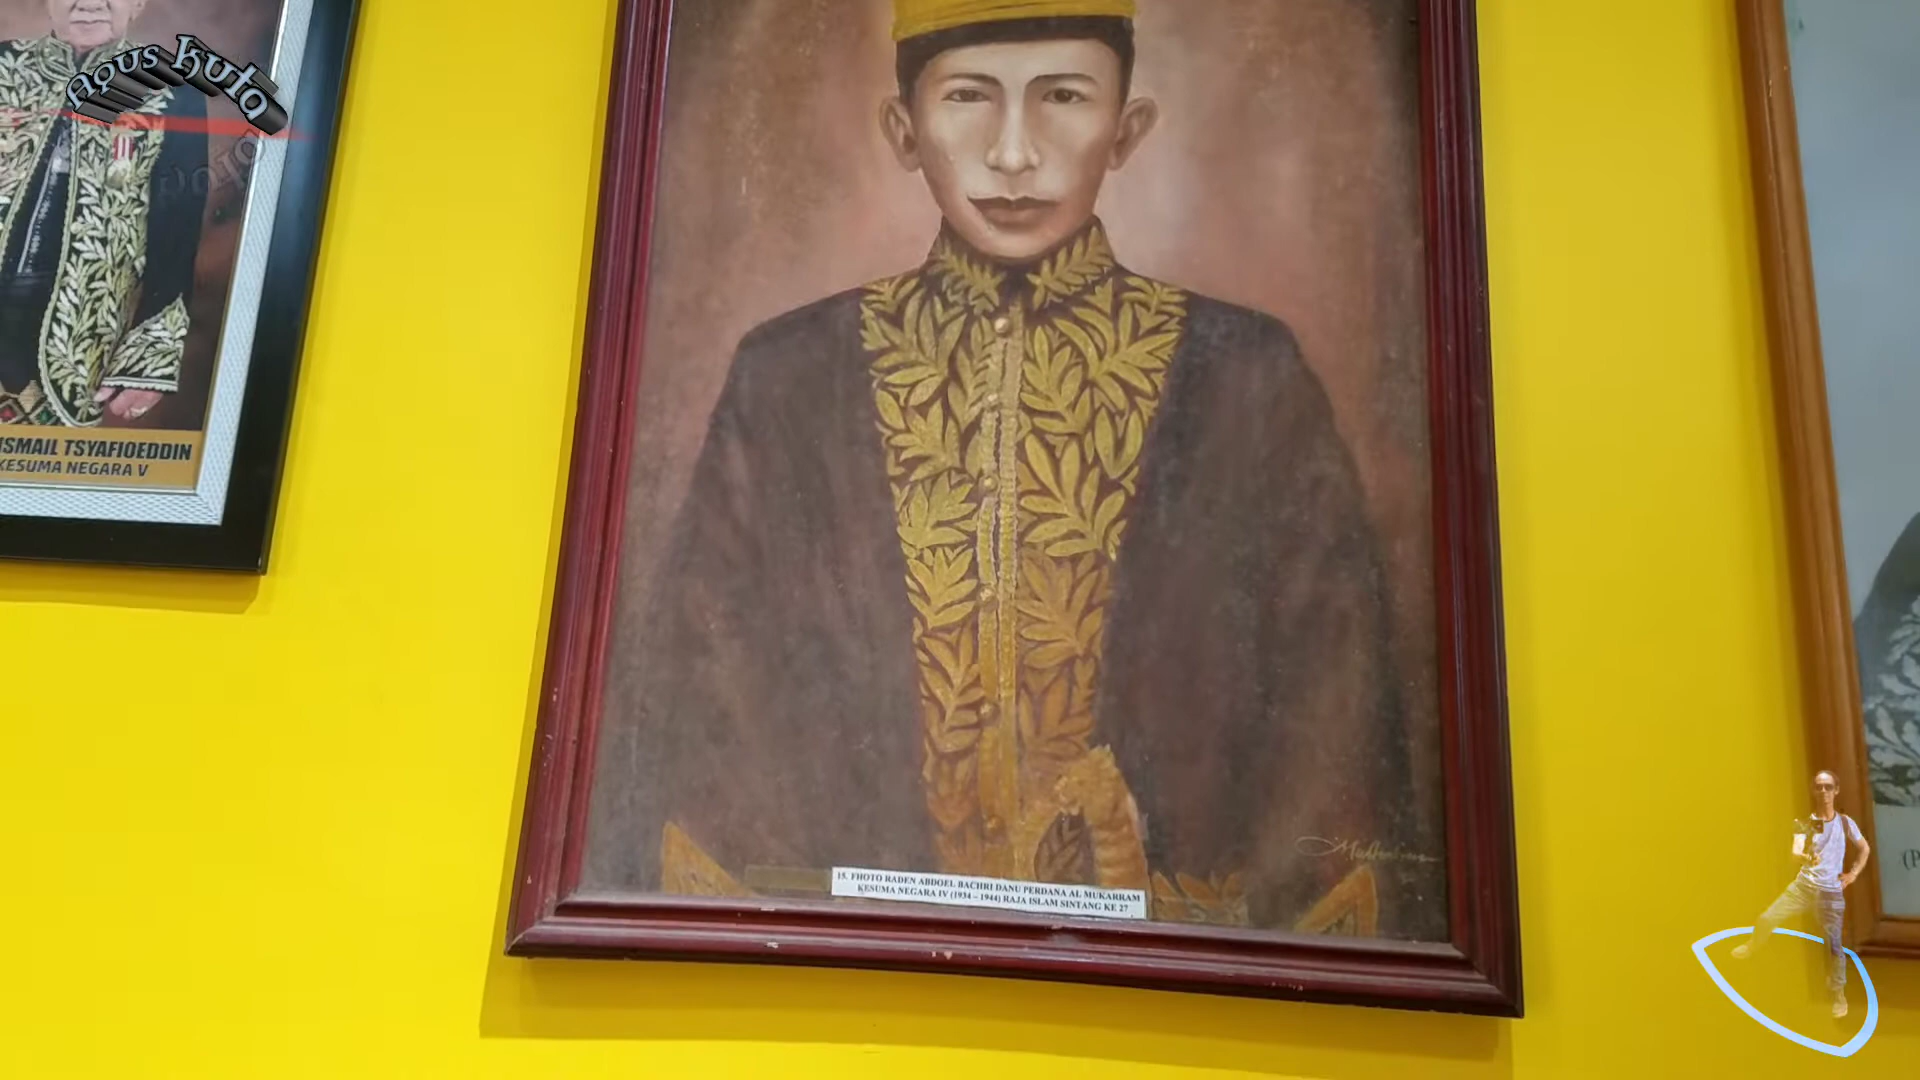 Agus Kuta
ISMAIL TSYAFIOEDDIN
KESUMA NEGARA V
15. FHOTO RADEN ABDOEL BACHRI DANU PERDANA AL MUKARRAM
KESUMA NEGARA IV (1934 – 1944) RAJA ISLAM SINTANG KE 27